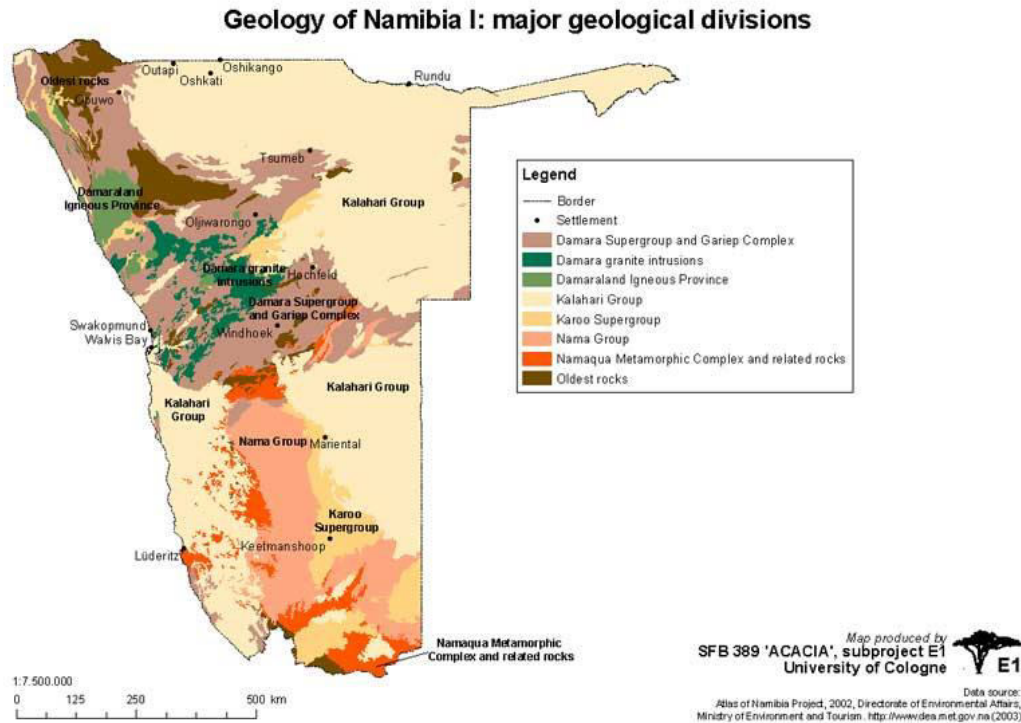 Geology of Namibia I: major geological divisions
Oshikango
Outapi
Oshkati
Rundu
Oldest rocks
Opuwo
Tsumeb
Damaraland
Igneous Province
Kalahari Group
Otjiwarongo
Damara granite
intrusions
Hochfeld
Damara Supergroup
and Gariep Complex
Swakopmund
Windhoek
Walvis Bay
Kalahari
Group
Kalahari Group
Nama Group
Mariental
Karoo
Supergroup
Keetmanshoop
Lüderitz
Namaqua Metamorphic
Complex and related rocks
Legend
Border
Settlement
Damara Supergroup and Gariep Complex
Damara granite intrusions
Damaraland Igneous Province
Kalahari Group
Karoo Supergroup
Nama Group
Namaqua Metamorphic Complex and related rocks
Oldest rocks
1:7.500.000
0 125 250 500 km
Map produced by
SFB 389 'ACACIA', subproject E1
University of Cologne
E1
Data source:
Atlas of Namibia Project, 2002, Directorate of Environmental Affairs,
Ministry of Environment and Tourism. http://www.dea.met.gov.na (2003)